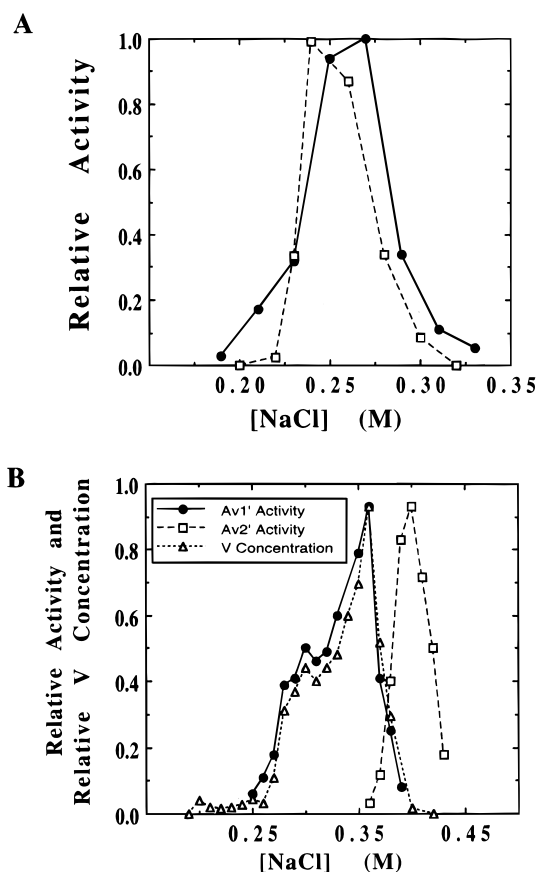 A
Relative Activity
1.0
0.8
0.6
0.4
0.2
0.0
0.20 0.25 0.30 0.35
[NaCl] (M)
B
Relative Activity and
Relative V Concentration
1.0
0.8
0.6
0.4
0.2
0.0
Av1' Activity
Av2' Activity
V Concentration
0.25 0.35 0.45
[NaCl] (M)